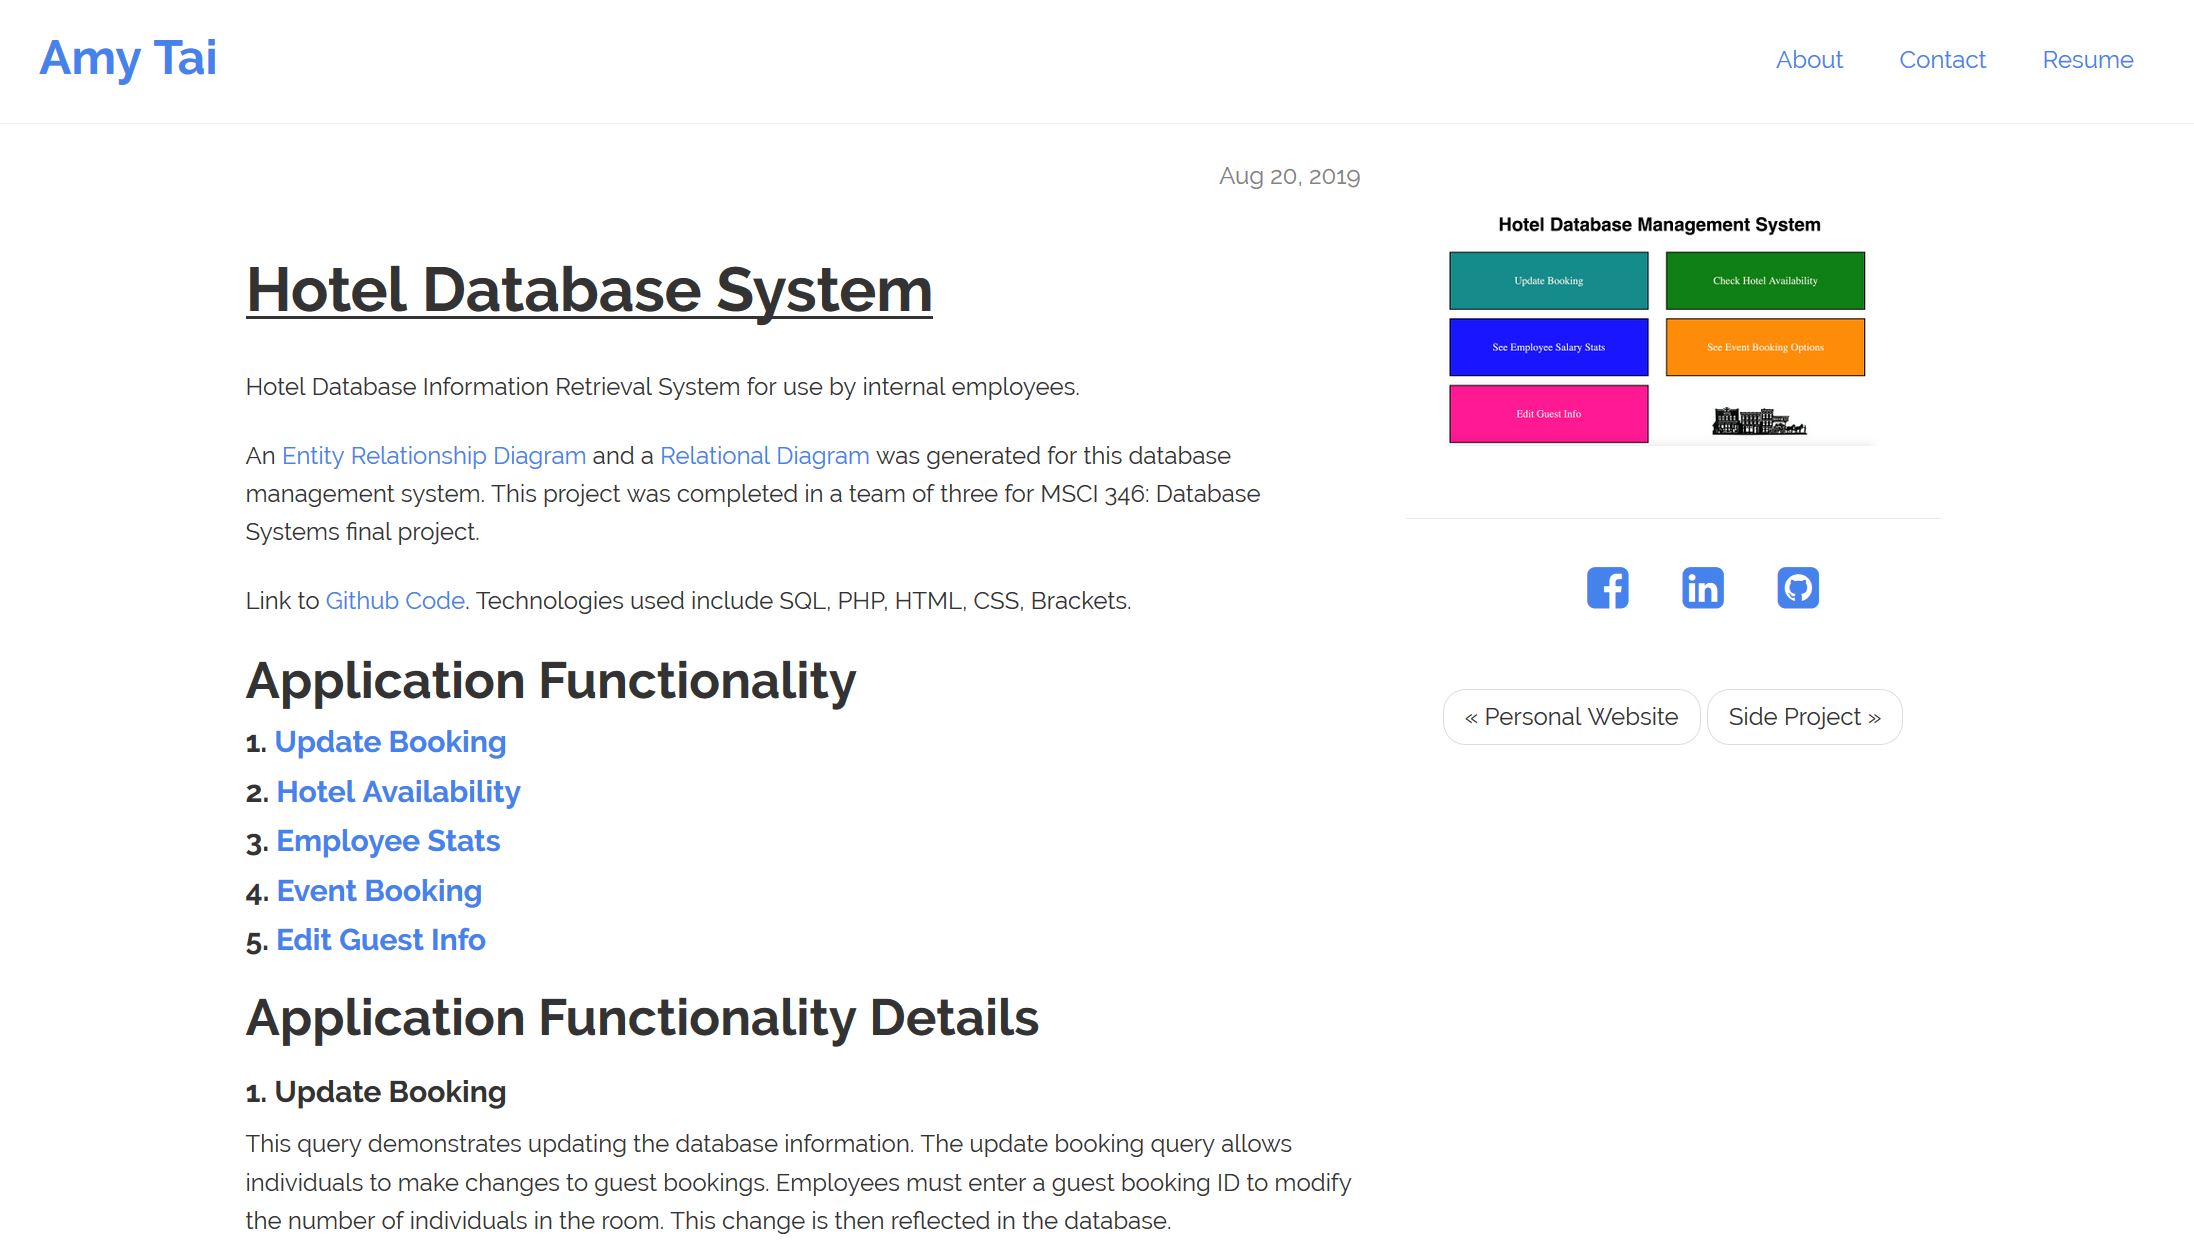 Amy Tai
About Contact Resume
Aug 20, 2019
Hotel Database System
Hotel Database Information Retrieval System for use by internal employees.
An Entity Relationship Diagram and a Relational Diagram was generated for this database
management system. This project was completed in a team of three for MSCI 346: Database
Systems final project.
Link to Github Code. Technologies used include SQL, PHP, HTML, CSS, Brackets.
Application Functionality
1. Update Booking
2. Hotel Availability
3. Employee Stats
4. Event Booking
5. Edit Guest Info
Application Functionality Details
1. Update Booking
This query demonstrates updating the database information. The update booking query allows
individuals to make changes to guest bookings. Employees must enter a guest booking ID to modify
the number of individuals in the room. This change is then reflected in the database.
Hotel Database Management System
Update Booking
Check Hotel Availability
See Employee Salary Stats
See Event Booking Options
Edit Guest Info
« Personal Website
Side Project »